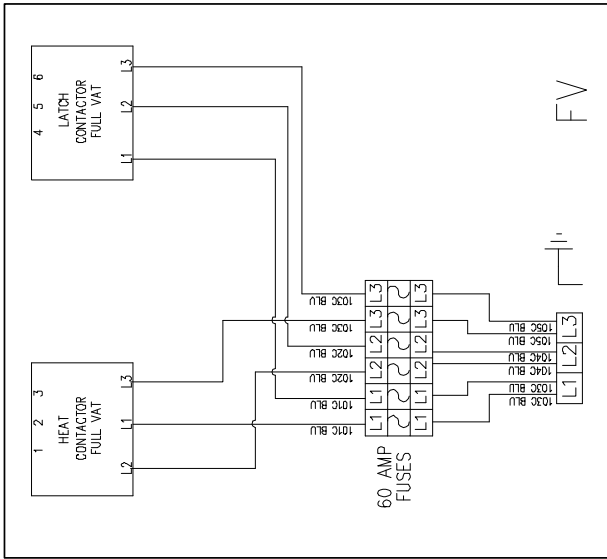 4 5 6
LATCH
CONTACTOR
FULL VAT
L1 L2 L3
1 2 3
HEAT
CONTACTOR
FULL VAT
L2 L1 L3
101C BLU
101C BLU
102C BLU
102C BLU
103C BLU
103C BLU
L1 L1 L2 L2 L3 L3
L1 L1 L2 L2 L3 L3
60 AMP
FUSES
103C BLU
103C BLU
104C BLU
104C BLU
105C BLU
105C BLU
L1 L2 L3
FV